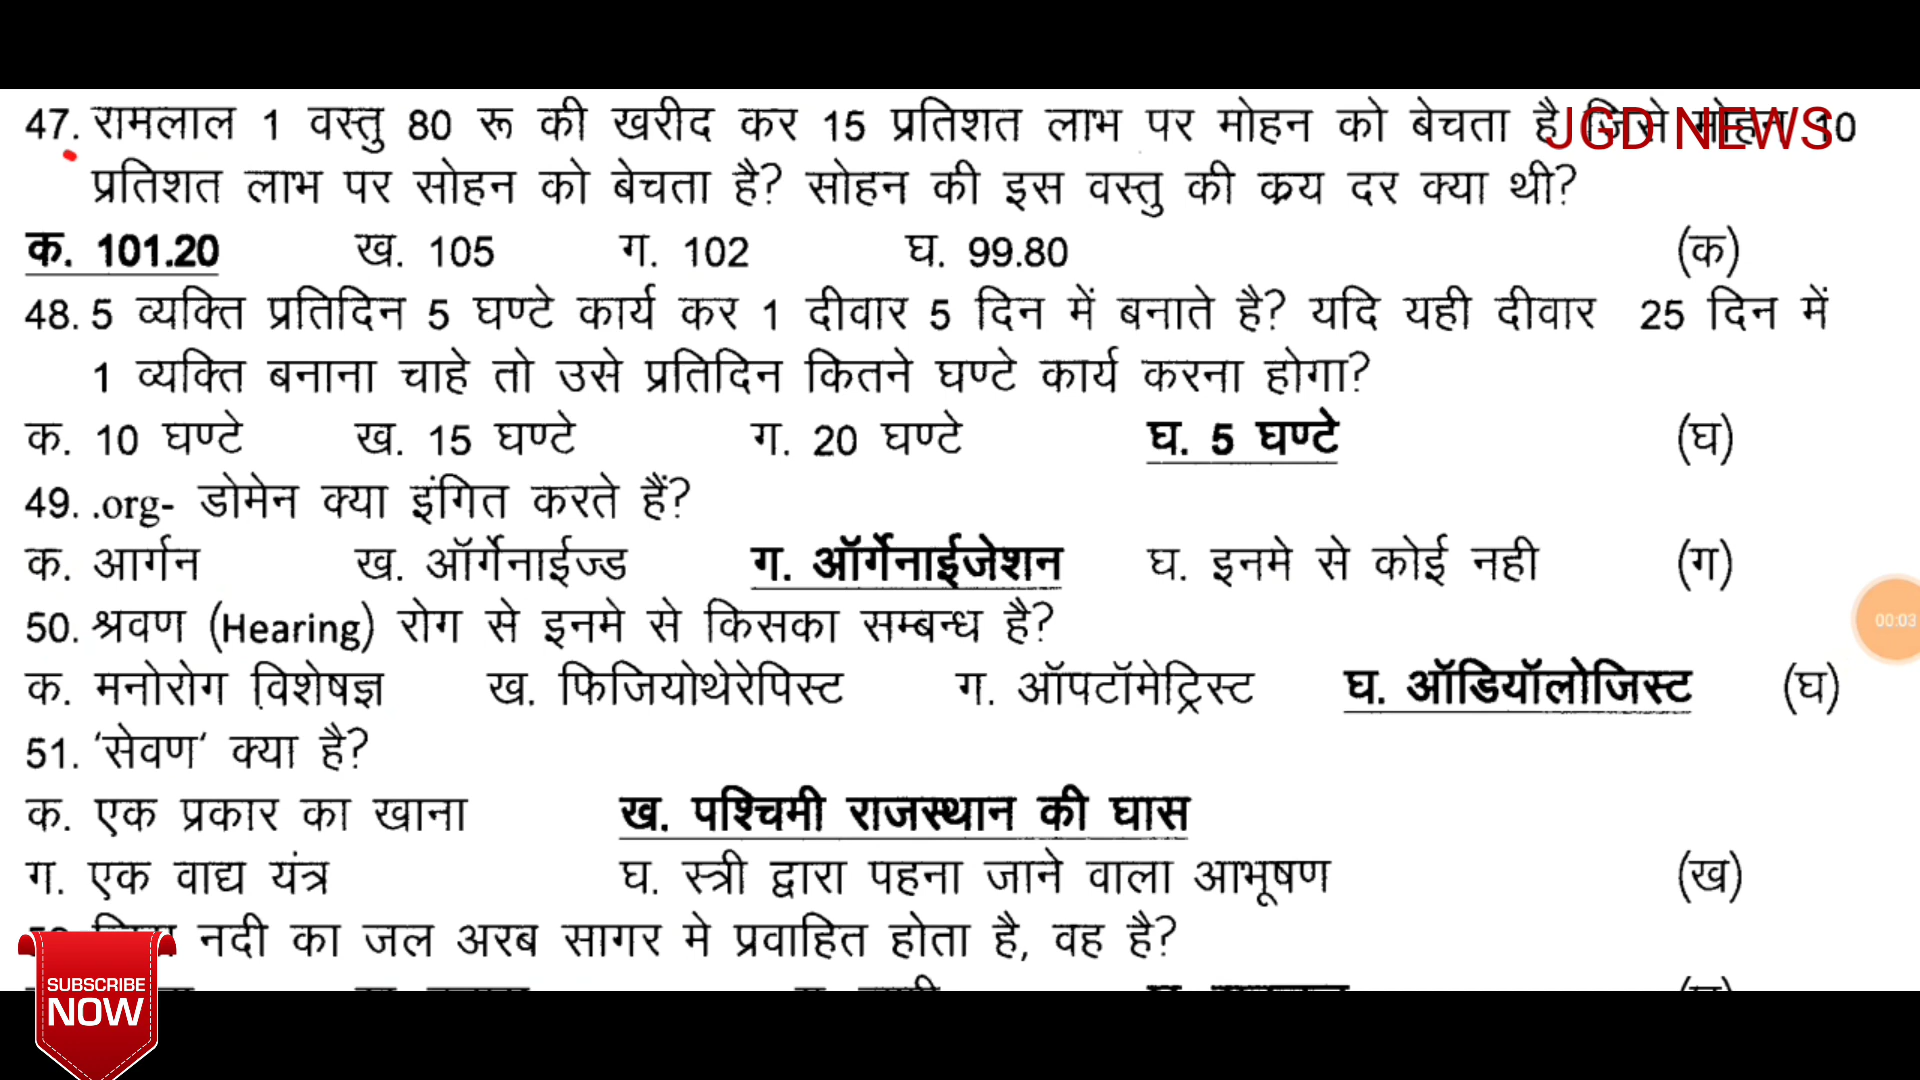 47. रामलाल 1 वस्तु 80 रू की खरीद कर 15 प्रतिशत लाभ पर मोहन को बेचता है जिसे मोहन 10
JGD NEWS
प्रतिशत लाभ पर सोहन को बेचता है? सोहन की इस वस्तु की क्रय दर क्या थी?
क. 101.20 ख. 105 ग. 102 घ. 99.80 (क)
48. 5 व्यक्ति प्रतिदिन 5 घण्टे कार्य कर 1 दीवार 5 दिन में बनाते है? यदि यही दीवार 25 दिन में
1 व्यक्ति बनाना चाहे तो उसे प्रतिदिन कितने घण्टे कार्य करना होगा?
क. 10 घण्टे ख. 15 घण्टे ग. 20 घण्टे घ. 5 घण्टे (घ)
49. .org- डोमेन क्या इंगित करते हैं?
क. आर्गन ख. ऑर्गेनाईज्ड ग. ऑर्गेनाईजेशन घ. इनमे से कोई नही (ग)
00:03
50. श्रवण (Hearing) रोग से इनमे से किसका सम्बन्ध है?
क. मनोरोग विशेषज्ञ ख. फिजियोथेरेपिस्ट ग. ऑपटॉमेट्रिस्ट घ. ऑडियॉलोजिस्ट (घ)
51. ‘सेवण‘ क्या है?
क. एक प्रकार का खाना ख. पश्चिमी राजस्थान की घास
ग. एक वाद्य यंत्र घ. स्त्री द्वारा पहना जाने वाला आभूषण (ख)
नदी का जल अरब सागर मे प्रवाहित होता है, वह है?
SUBSCRIBE
NOW